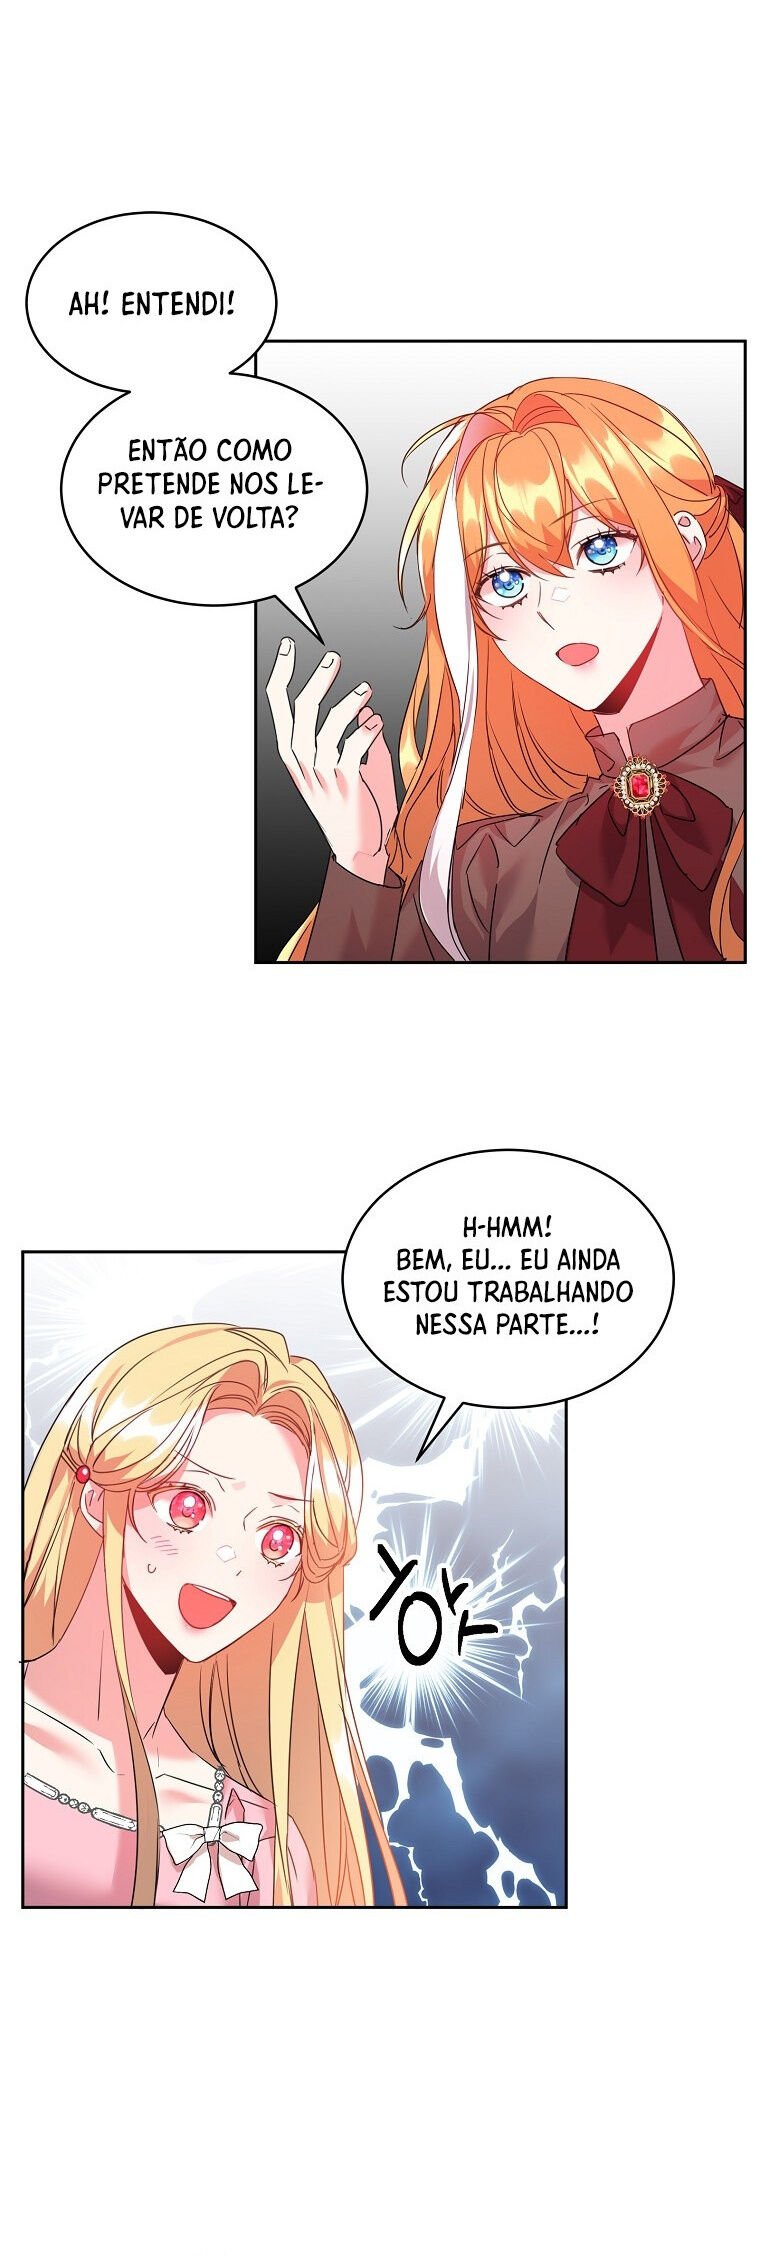 AH! ENTENDI!
ENTÃO COMO
PRETENDE NOS LE-
VAR DE VOLTA?
H-HMM!
BEM, EU... EU AINDA
ESTOU TRABALHANDO
NESSA PARTE...!